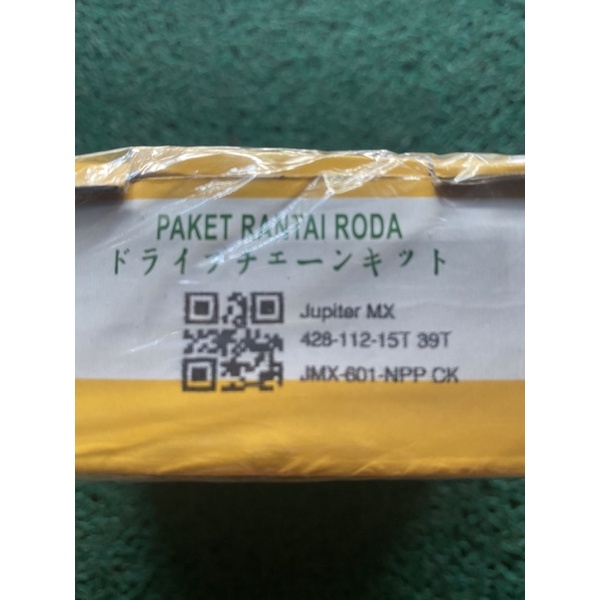 PAKET RANTAI RODA
ドライブチェーンキット
Jupiter MX
428-112-15T 39T
JMX-601-NPP CK